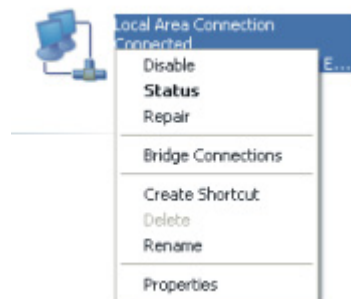 Local Area Connection
Connected
E...
Disable
Status
Repair
Bridge Connections
Create Shortcut
Delete
Rename
Properties